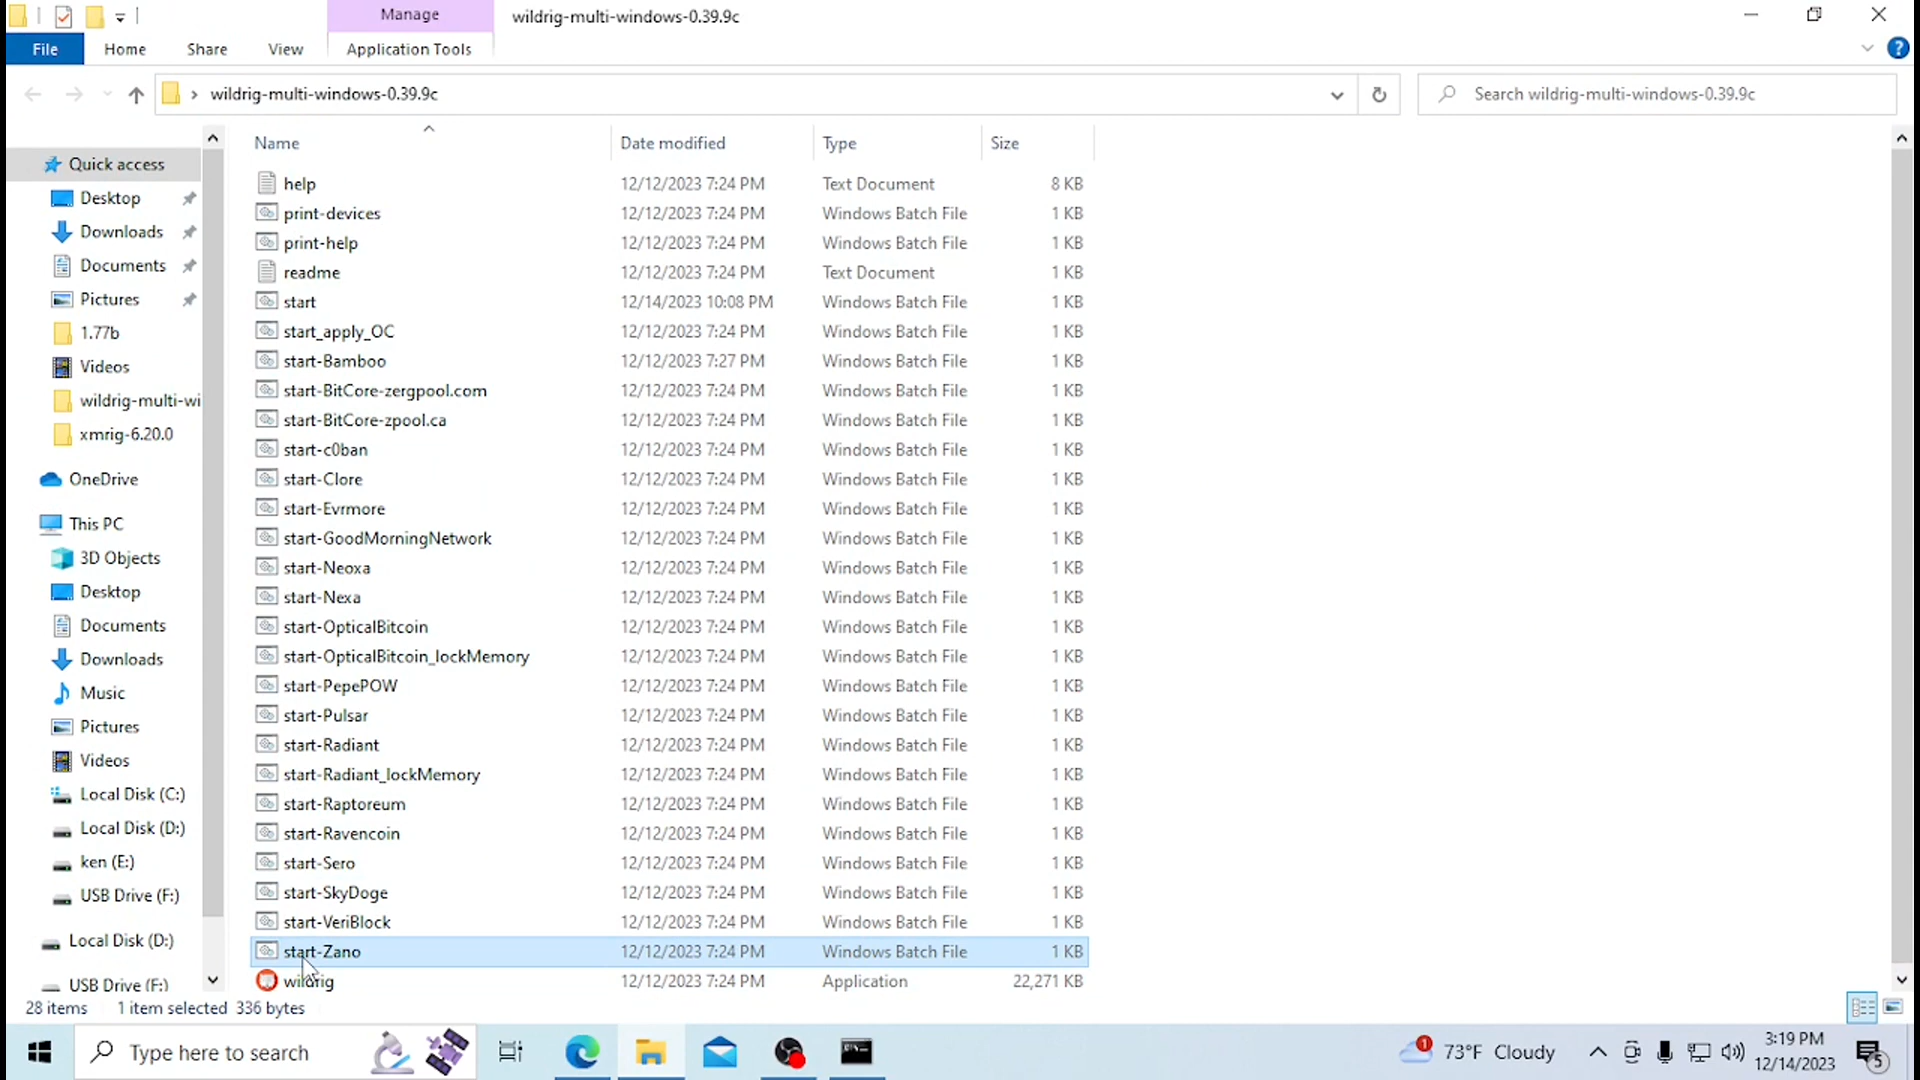 Manage
wildrig-multi-windows-0.39.9c
File
Home
Share
View
Application Tools
?
wildrig-multi-windows-0.39.9c
Search wildrig-multi-windows-0.39.9c
Name
Date modified
Type
Size
Quick access
Desktop
Downloads
Documents
Pictures
1.77b
Videos
wildrig-multi-wi
xmrig-6.20.0
OneDrive
This PC
3D Objects
Desktop
Documents
Downloads
Music
Pictures
Videos
Local Disk (C:)
Local Disk (D:)
ken (E:)
USB Drive (F:)
Local Disk (D:)
USB Drive (F:)
help 12/12/2023 7:24 PM Text Document 8 KB
print-devices 12/12/2023 7:24 PM Windows Batch File 1 KB
print-help 12/12/2023 7:24 PM Windows Batch File 1 KB
readme 12/12/2023 7:24 PM Text Document 1 KB
start 12/14/2023 10:08 PM Windows Batch File 1 KB
start_apply_OC 12/12/2023 7:24 PM Windows Batch File 1 KB
start-Bamboo 12/12/2023 7:27 PM Windows Batch File 1 KB
start-BitCore-zergpool.com 12/12/2023 7:24 PM Windows Batch File 1 KB
start-BitCore-zpool.ca 12/12/2023 7:24 PM Windows Batch File 1 KB
start-c0ban 12/12/2023 7:24 PM Windows Batch File 1 KB
start-Clore 12/12/2023 7:24 PM Windows Batch File 1 KB
start-Evrmore 12/12/2023 7:24 PM Windows Batch File 1 KB
start-GoodMorningNetwork 12/12/2023 7:24 PM Windows Batch File 1 KB
start-Neoxa 12/12/2023 7:24 PM Windows Batch File 1 KB
start-Nexa 12/12/2023 7:24 PM Windows Batch File 1 KB
start-OpticalBitcoin 12/12/2023 7:24 PM Windows Batch File 1 KB
start-OpticalBitcoin_lockMemory 12/12/2023 7:24 PM Windows Batch File 1 KB
start-PepePOW 12/12/2023 7:24 PM Windows Batch File 1 KB
start-Pulsar 12/12/2023 7:24 PM Windows Batch File 1 KB
start-Radiant 12/12/2023 7:24 PM Windows Batch File 1 KB
start-Radiant_lockMemory 12/12/2023 7:24 PM Windows Batch File 1 KB
start-Raptoreum 12/12/2023 7:24 PM Windows Batch File 1 KB
start-Ravencoin 12/12/2023 7:24 PM Windows Batch File 1 KB
start-Sero 12/12/2023 7:24 PM Windows Batch File 1 KB
start-SkyDoge 12/12/2023 7:24 PM Windows Batch File 1 KB
start-VeriBlock 12/12/2023 7:24 PM Windows Batch File 1 KB
start-Zano 12/12/2023 7:24 PM Windows Batch File 1 KB
wildrig 12/12/2023 7:24 PM Application 22,271 KB
28 items 1 item selected 336 bytes
Type here to search
1
73°F Cloudy
3:19 PM
12/14/2023
5